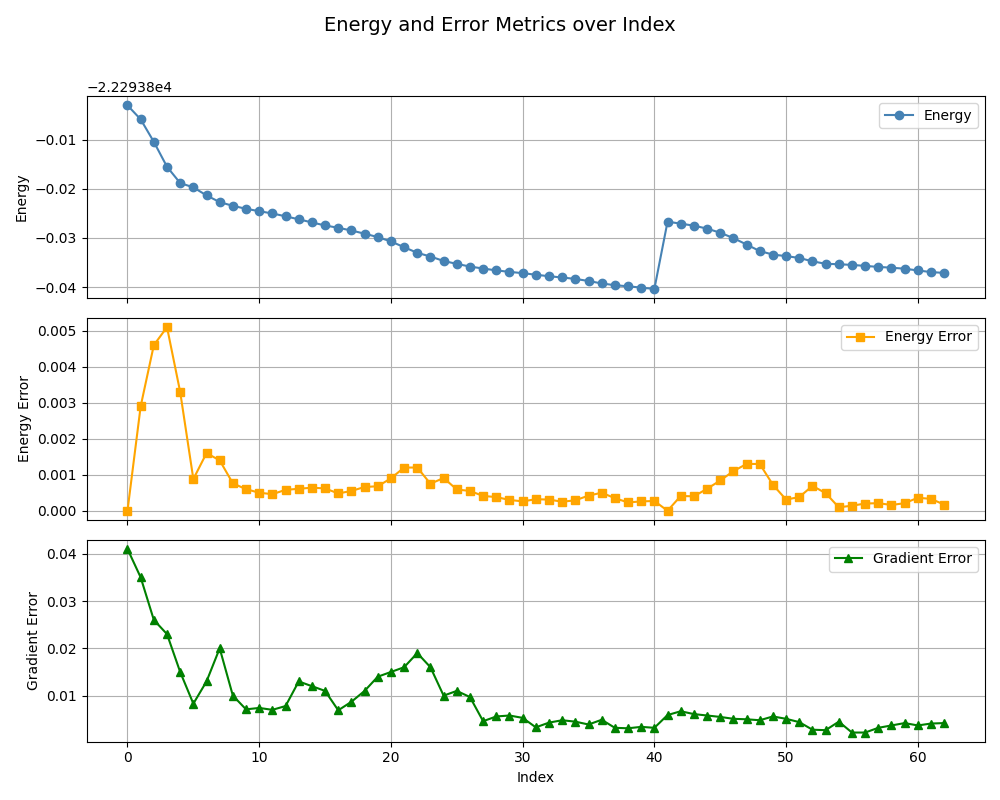 Energy and Error Metrics over Index
−2.22938e4
−0.01
−0.02
−0.03
−0.04
Energy
Energy
0.005
0.004
0.003
0.002
0.001
0.000
Energy Error
Energy Error
0.04
0.03
0.02
0.01
Gradient Error
Gradient Error
0 10 20 30 40 50 60
Index